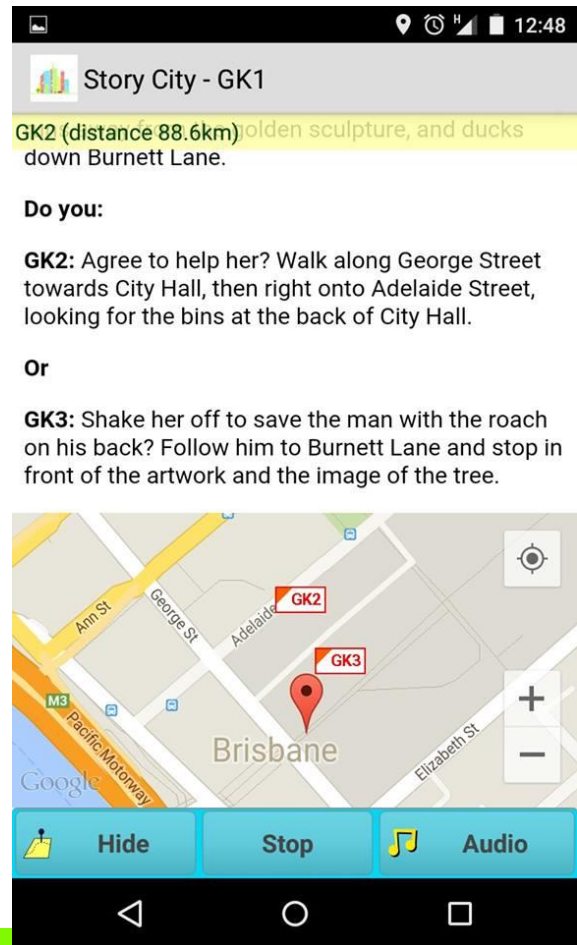 H
12:48
Story City - GK1
GK2 (distance 88.6km)
golden sculpture, and ducks
down Burnett Lane.
Do you:
GK2: Agree to help her? Walk along George Street
towards City Hall, then right onto Adelaide Street,
looking for the bins at the back of City Hall.
Or
GK3: Shake her off to save the man with the roach
on his back? Follow him to Burnett Lane and stop in
front of the artwork and the image of the tree.
Ann St
George St
Adelaide
GK2
GK3
M3
Pacific Motorway
Brisbane
Elizabeth St
+
−
Google
Hide
Stop
Audio